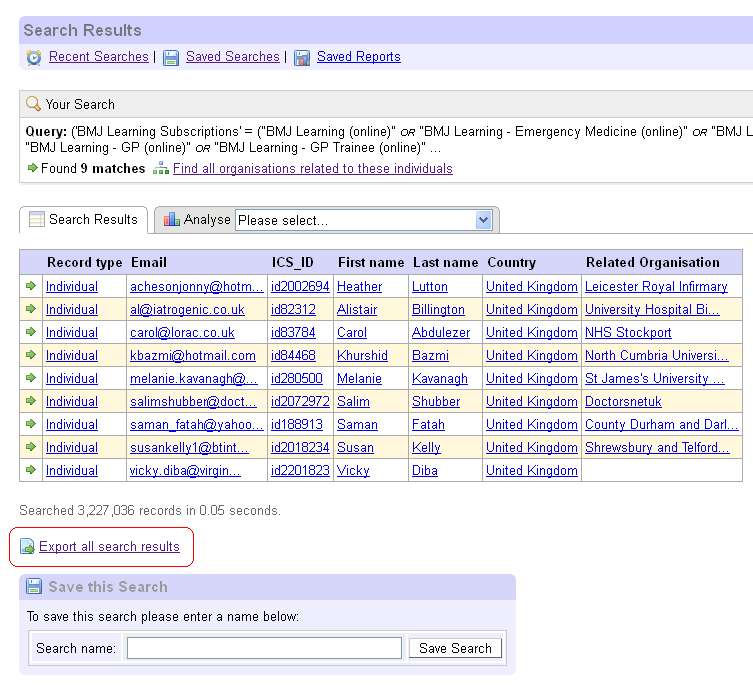 Search Results
Recent Searches | Saved Searches | Saved Reports
Your Search
Query: ('BMJ Learning Subscriptions' = ("BMJ Learning (online)" OR "BMJ Learning - Emergency Medicine (online)" OR "BMJ L
"BMJ Learning - GP (online)" OR "BMJ Learning - GP Trainee (online)" ...
Found 9 matches Find all organisations related to these individuals
Search Results Analyse Please select...
Record type Email ICS_ID First name Last name Country Related Organisation
Individual achesonjonny@hotm... id2002694 Heather Lutton United Kingdom Leicester Royal Infirmary
Individual al@iatrogenic.co.uk id82312 Alistair Billington United Kingdom University Hospital Bi...
Individual carol@lorac.co.uk id83784 Carol Abdulezer United Kingdom NHS Stockport
Individual kbazmi@hotmail.com id84468 Khurshid Bazmi United Kingdom North Cumbria Universi...
Individual melanie.kavanagh@... id280500 Melanie Kavanagh United Kingdom St James's University ...
Individual salimshubber@doct... id2072972 Salim Shubber United Kingdom Doctorsnetuk
Individual saman_fatah@yahoo... id188913 Saman Fatah United Kingdom County Durham and Darl...
Individual susankelly1@btint... id2018234 Susan Kelly United Kingdom Shrewsbury and Telford...
Individual vicky.diba@virgin... id2201823 Vicky Diba United Kingdom
Searched 3,227,036 records in 0.05 seconds.
Export all search results
Save this Search
To save this search please enter a name below:
Search name: Save Search